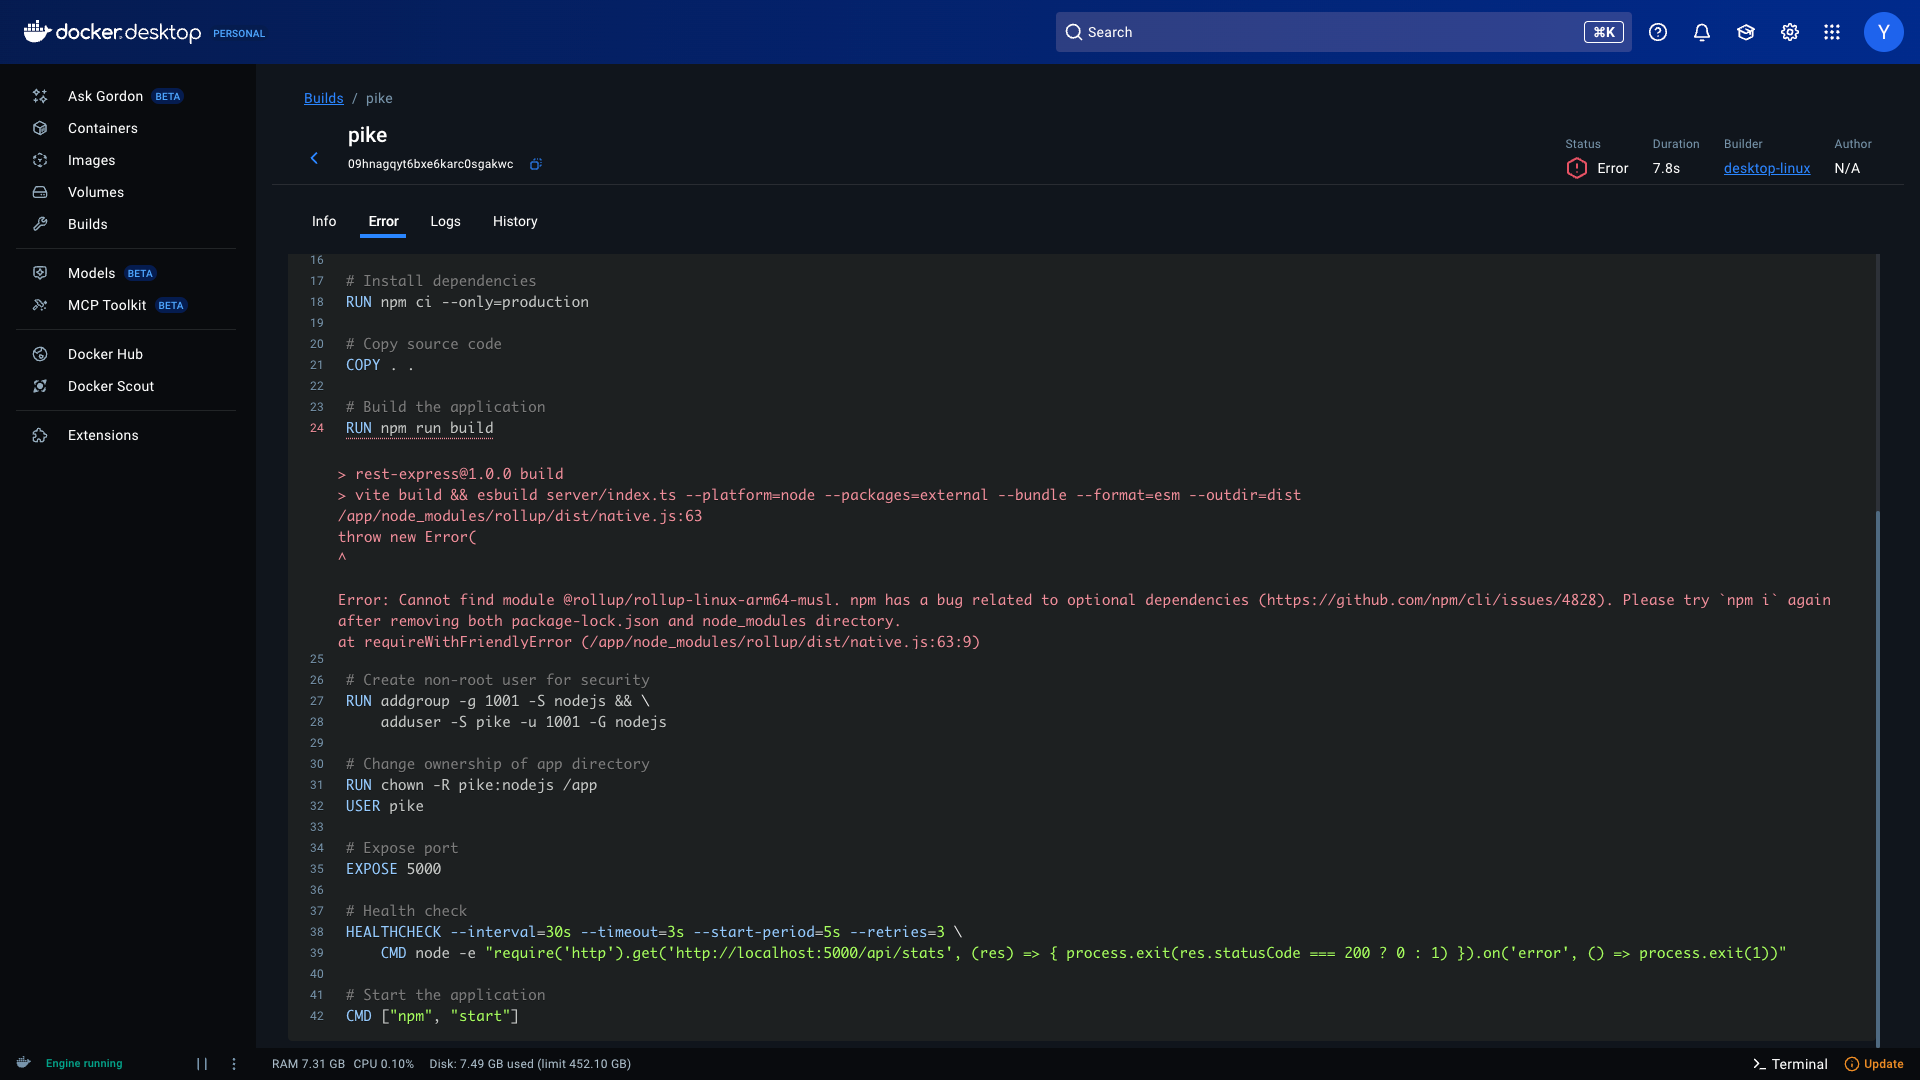 docker.desktop PERSONAL
Search ⌘K
Y
Ask Gordon BETA
Containers
Images
Volumes
Builds
Models BETA
MCP Toolkit BETA
Docker Hub
Docker Scout
Extensions
Builds / pike
pike
09hnagqyt6bxe6karc0sgakwc
Status Duration Builder Author
Error 7.8s desktop-linux N/A
Info Error Logs History
16
17 # Install dependencies
18 RUN npm ci --only=production
19
20 # Copy source code
21 COPY . .
22
23 # Build the application
24 RUN npm run build
> rest-express@1.0.0 build
> vite build && esbuild server/index.ts --platform=node --packages=external --bundle --format=esm --outdir=dist
/app/node_modules/rollup/dist/native.js:63
throw new Error(
^
Error: Cannot find module @rollup/rollup-linux-arm64-musl. npm has a bug related to optional dependencies (https://github.com/npm/cli/issues/4828). Please try `npm i` again
after removing both package-lock.json and node_modules directory.
at requireWithFriendlyError (/app/node_modules/rollup/dist/native.js:63:9)
25
26 # Create non-root user for security
27 RUN addgroup -g 1001 -S nodejs && \
28 adduser -S pike -u 1001 -G nodejs
29
30 # Change ownership of app directory
31 RUN chown -R pike:nodejs /app
32 USER pike
33
34 # Expose port
35 EXPOSE 5000
36
37 # Health check
38 HEALTHCHECK --interval=30s --timeout=3s --start-period=5s --retries=3 \
39 CMD node -e "require('http').get('http://localhost:5000/api/stats', (res) => { process.exit(res.statusCode === 200 ? 0 : 1) }).on('error', () => process.exit(1))"
40
41 # Start the application
42 CMD ["npm", "start"]
Engine running
RAM 7.31 GB CPU 0.10% Disk: 7.49 GB used (limit 452.10 GB)
Terminal Update